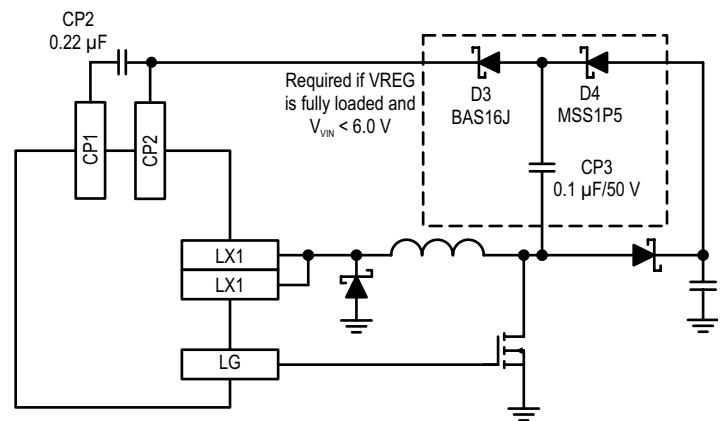 CP2
0.22 µF
Required if VREG
is fully loaded and
V_VIN < 6.0 V
D3
BAS16J
D4
MSS1P5
CP3
0.1 µF/50 V
CP1
CP2
LX1
LX1
LG